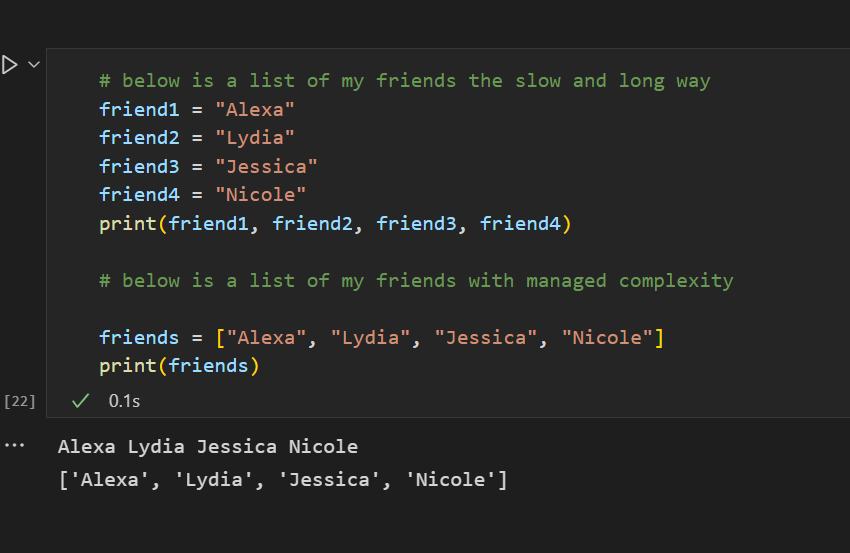 # below is a list of my friends the slow and long way
friend1 = "Alexa"
friend2 = "Lydia"
friend3 = "Jessica"
friend4 = "Nicole"
print(friend1, friend2, friend3, friend4)
# below is a list of my friends with managed complexity
friends = ["Alexa", "Lydia", "Jessica", "Nicole"]
print(friends)
[22] ✓ 0.1s
... Alexa Lydia Jessica Nicole
['Alexa', 'Lydia', 'Jessica', 'Nicole']